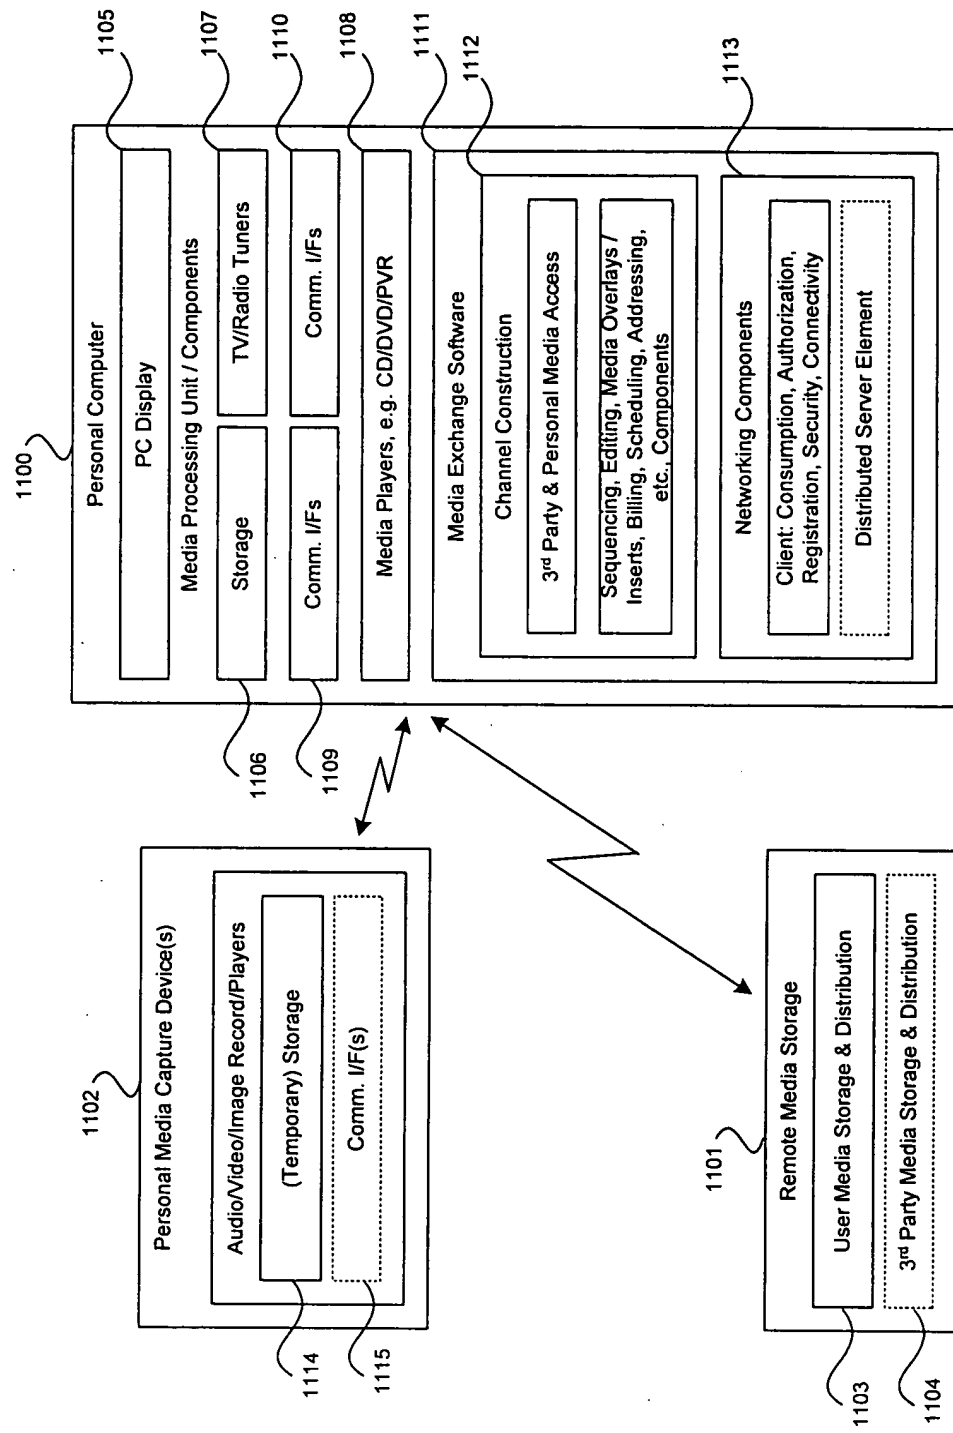 1100
Personal Computer
1105
PC Display
Media Processing Unit / Components
1107
Storage
TV/Radio Tuners
1106
1110
Comm. I/Fs
Comm. I/Fs
1109
1108
Media Players, e.g. CD/DVD/PVR
1111
Media Exchange Software
1112
Channel Construction
3rd Party & Personal Media Access
Sequencing, Editing, Media Overlays /
Inserts, Billing, Scheduling, Addressing,
etc., Components
1113
Networking Components
Client: Consumption, Authorization,
Registration, Security, Connectivity
Distributed Server Element
1102
Personal Media Capture Device(s)
Audio/Video/Image Record/Players
(Temporary) Storage
1114
Comm. I/F(s)
1115
1101
Remote Media Storage
User Media Storage & Distribution
1103
3rd Party Media Storage & Distribution
1104